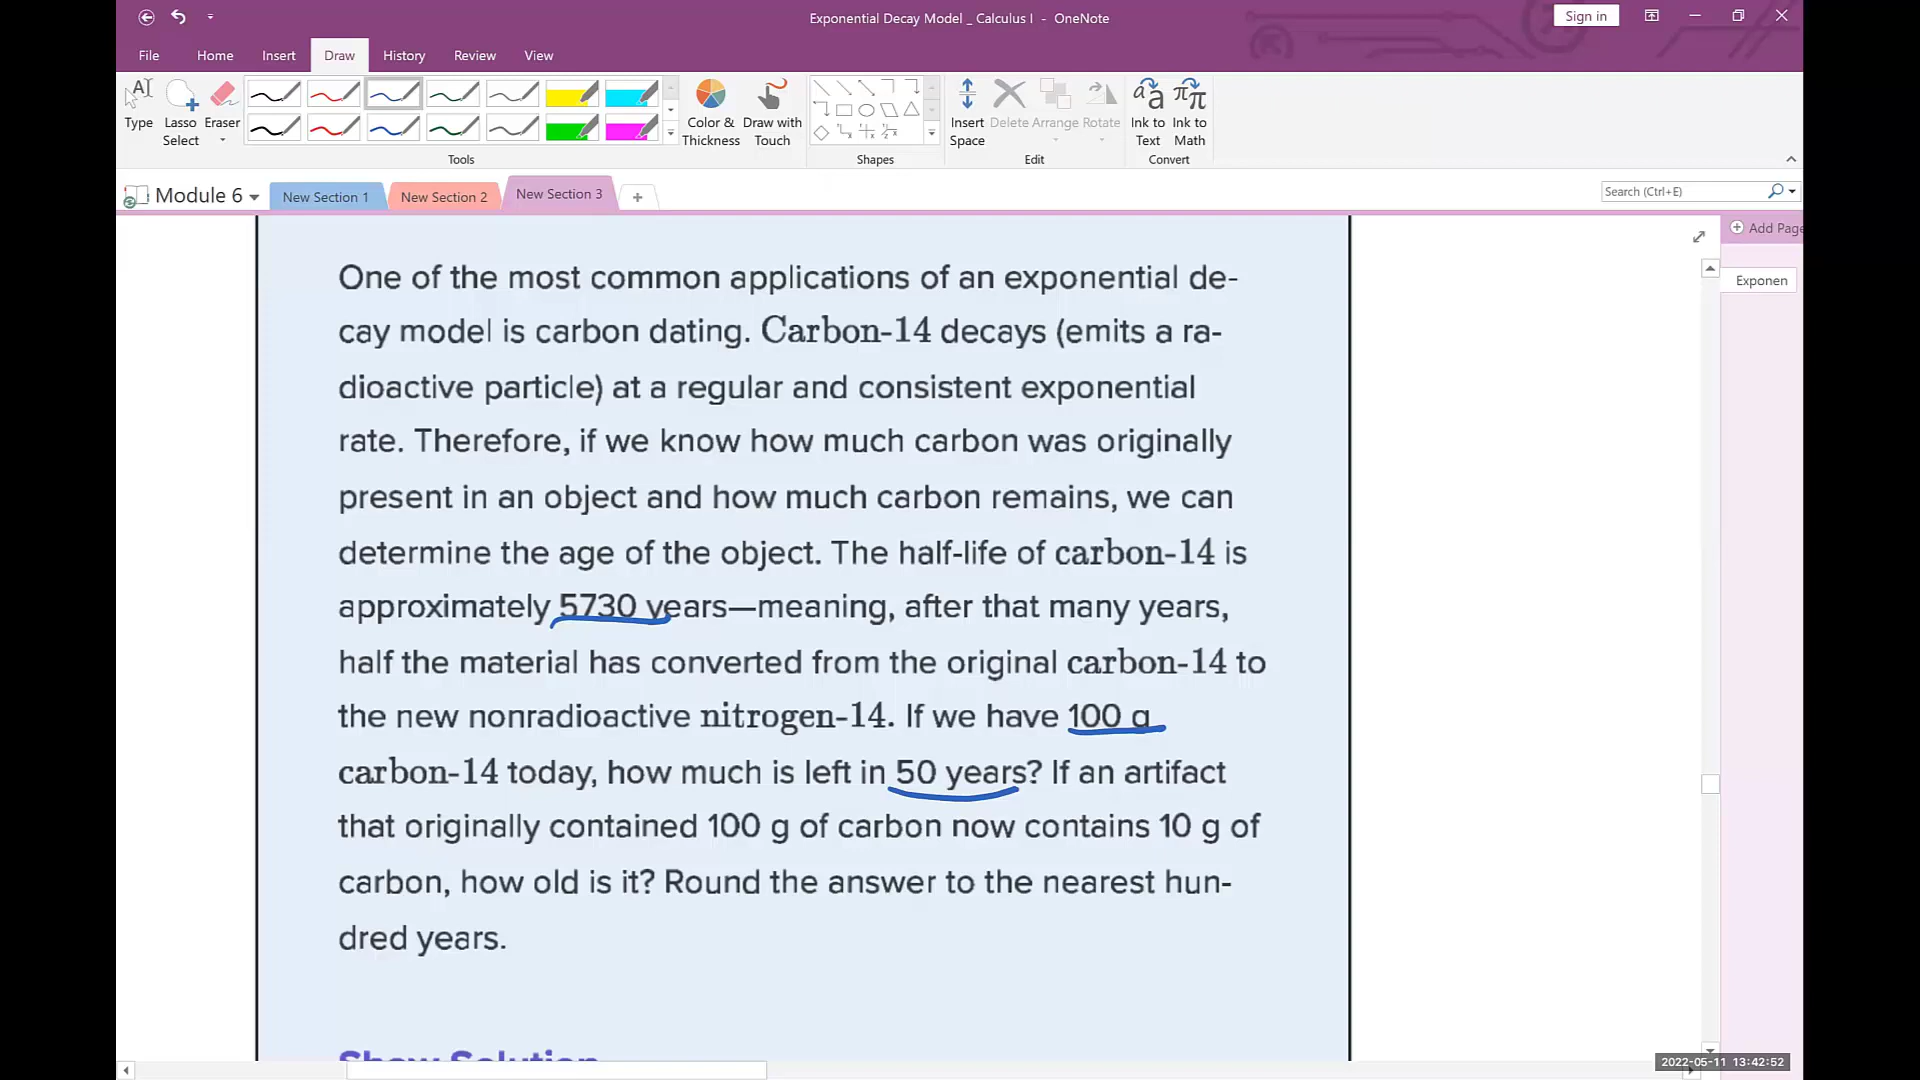 Exponential Decay Model _ Calculus I - OneNote
Sign in
File Home Insert Draw History Review View
Type
Lasso Select
Eraser
Color & Thickness
Draw with Touch
Insert Space
Delete
Arrange
Rotate
Ink to Text
Ink to Math
Tools Shapes Edit Convert
Module 6 New Section 1 New Section 2 New Section 3 +
Search (Ctrl+E)
Add Page
Exponen
One of the most common applications of an exponential de-
cay model is carbon dating. Carbon-14 decays (emits a ra-
dioactive particle) at a regular and consistent exponential
rate. Therefore, if we know how much carbon was originally
present in an object and how much carbon remains, we can
determine the age of the object. The half-life of carbon-14 is
approximately 5730 years—meaning, after that many years,
half the material has converted from the original carbon-14 to
the new nonradioactive nitrogen-14. If we have 100 g
carbon-14 today, how much is left in 50 years? If an artifact
that originally contained 100 g of carbon now contains 10 g of
carbon, how old is it? Round the answer to the nearest hun-
dred years.
Show Solution
2022-05-11 13:42:52